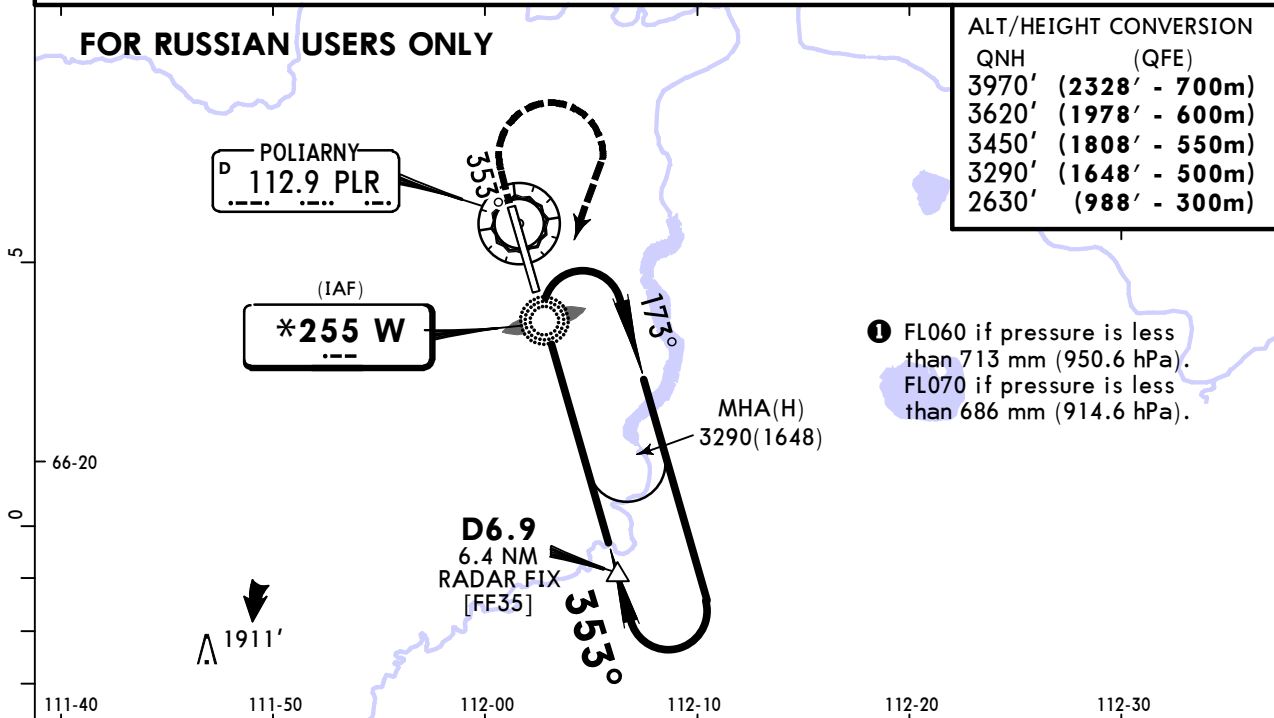 FOR RUSSIAN USERS ONLY
ALT/HEIGHT CONVERSION
QNH (QFE)
3970' (2328' - 700m)
3620' (1978' - 600m)
3450' (1808' - 550m)
3290' (1648' - 500m)
2630' (988' - 300m)
POLIARNY
D 112.9 PLR
353°
5
(IAF)
*255 W
173°
❶ FL060 if pressure is less
than 713 mm (950.6 hPa).
FL070 if pressure is less
than 686 mm (914.6 hPa).
MHA(H)
3290(1648)
66-20
0
D6.9
6.4 NM
RADAR FIX
[FF35]
353°
1911'
111-40 111-50 112-00 112-10 112-20 112-30